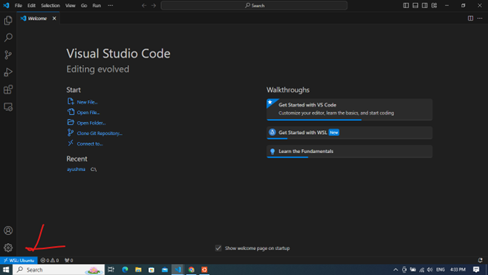 File Edit Selection View Go Run ···
Search
Welcome
Visual Studio Code
Editing evolved
Start
New File...
Open File...
Open Folder...
Clone Git Repository...
Connect to...
Recent
Walkthroughs
Get Started with VS Code
Customize your editor, learn the basics, and start coding
Get Started with WSL New
Learn the Fundamentals
Show welcome page on startup
WSL: Ubuntu 0 0 0
Search
ENG 4:33 PM